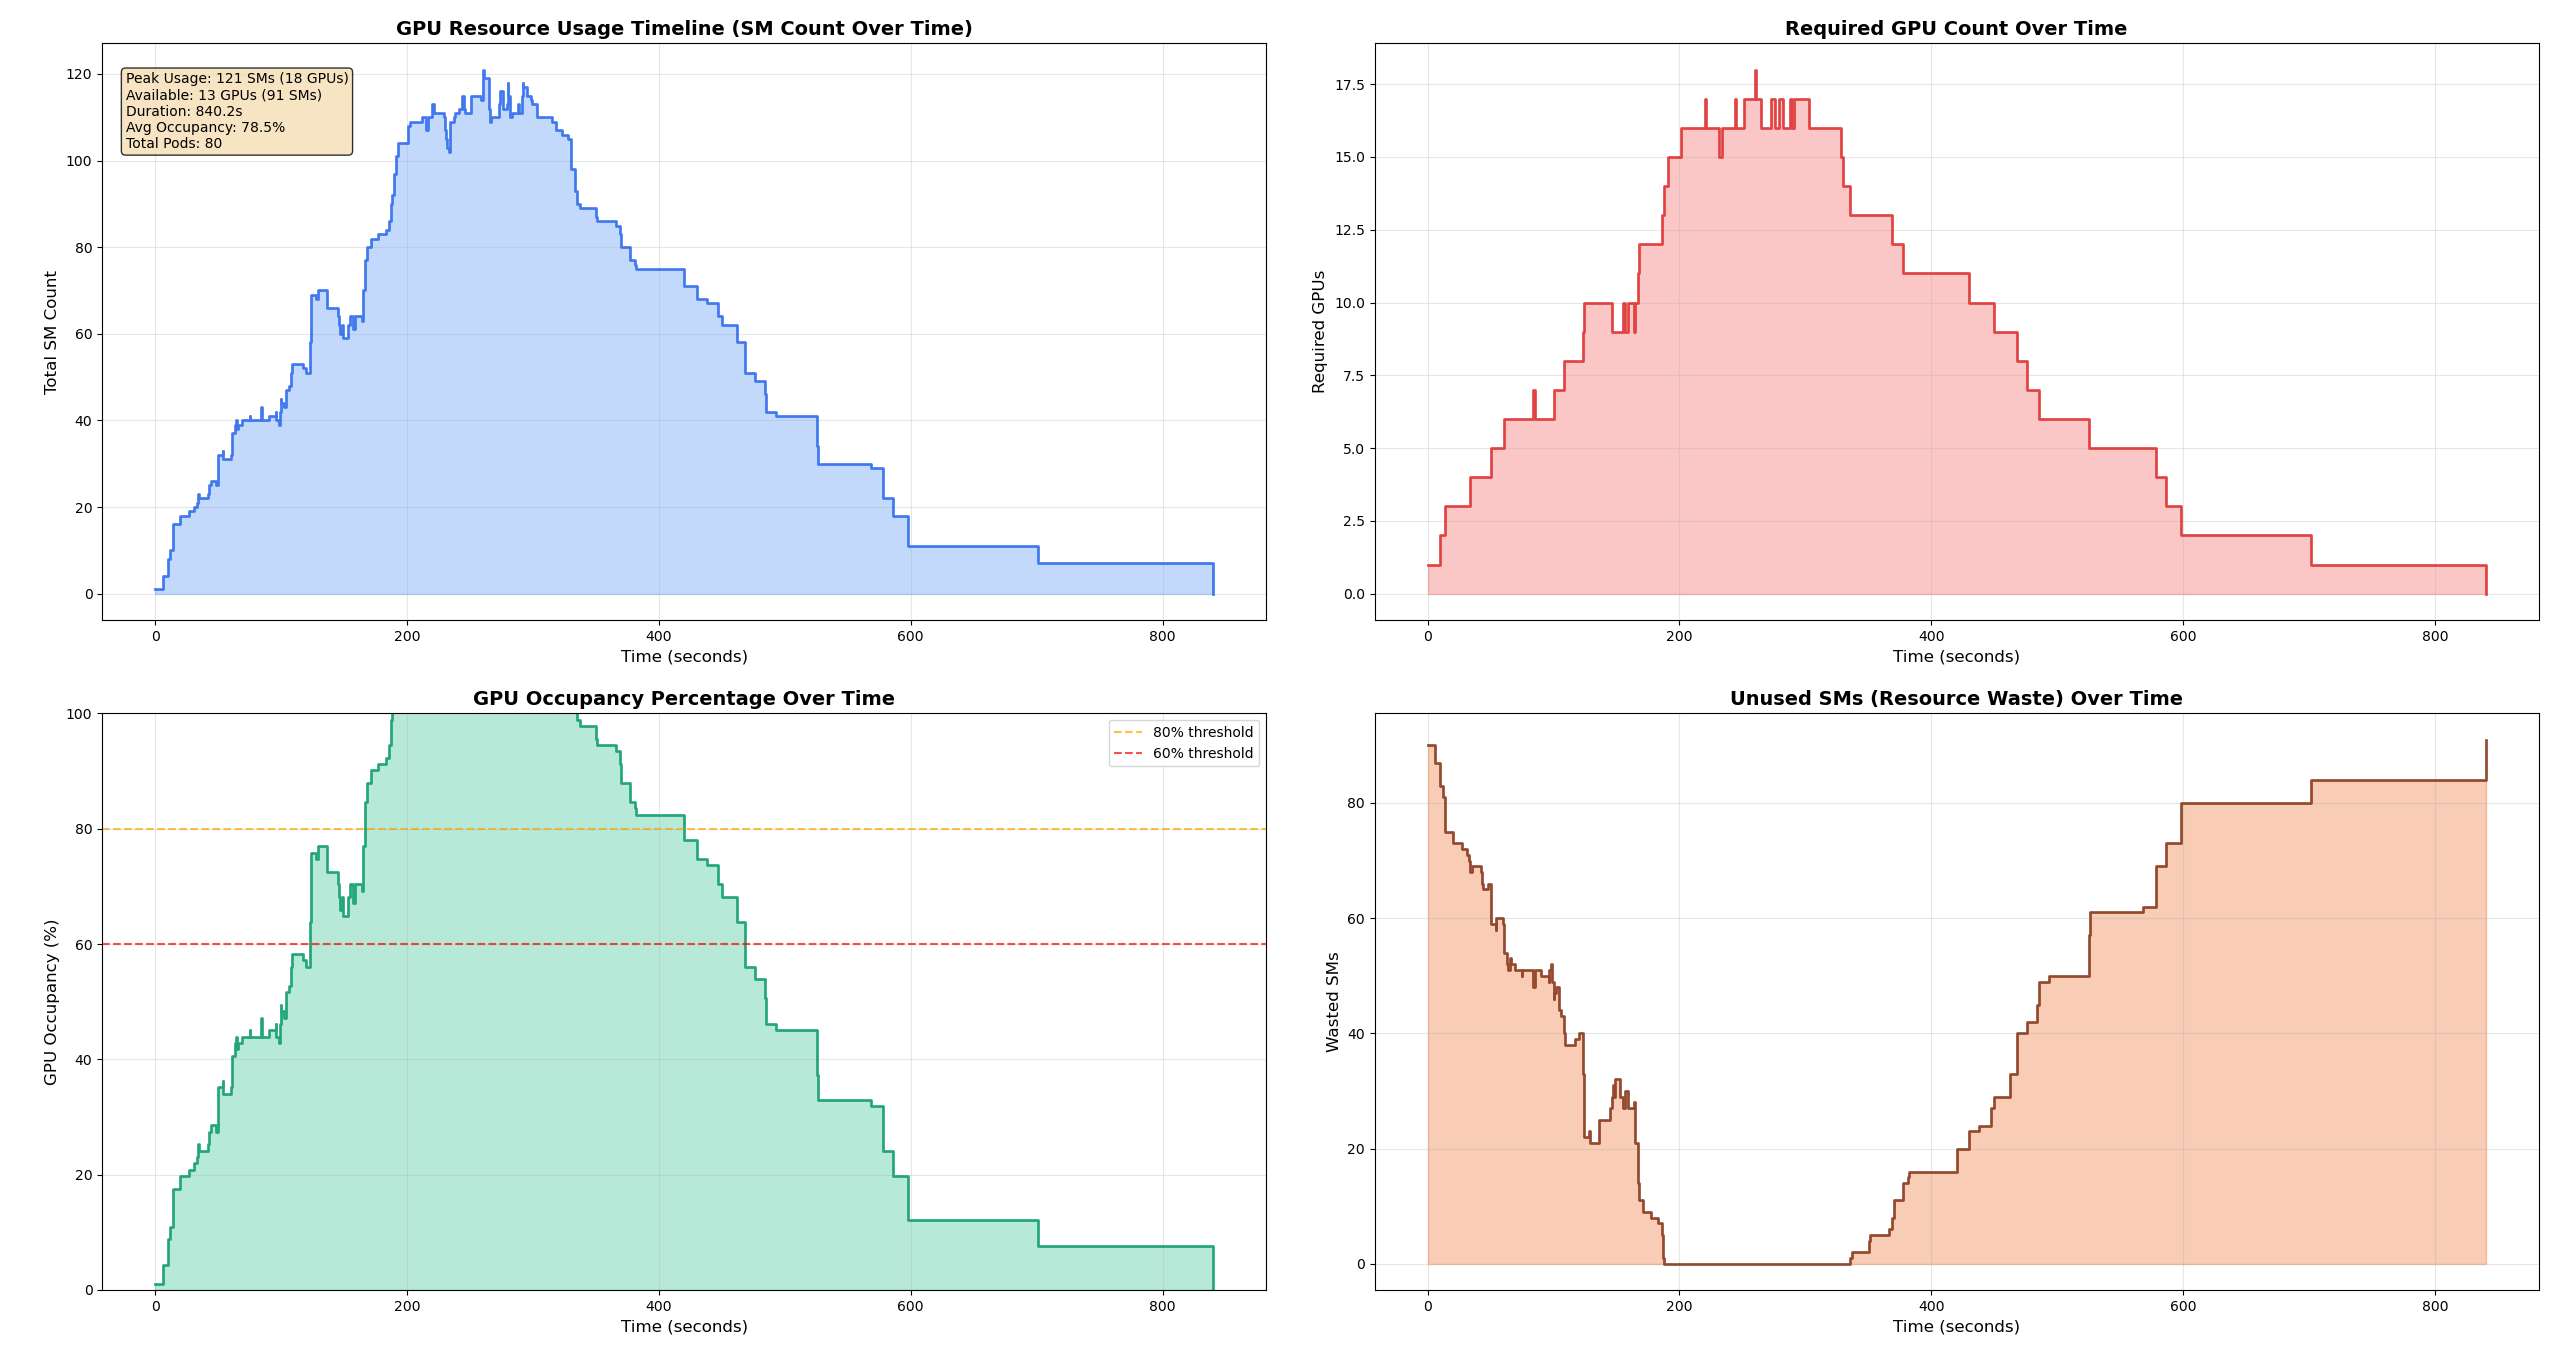 GPU Resource Usage Timeline (SM Count Over Time)
Total SM Count
120
100
80
60
40
20
0
Peak Usage: 121 SMs (18 GPUs)
Available: 13 GPUs (91 SMs)
Duration: 840.2s
Avg Occupancy: 78.5%
Total Pods: 80
0 200 400 600 800
Time (seconds)
Required GPU Count Over Time
Required GPUs
17.5
15.0
12.5
10.0
7.5
5.0
2.5
0.0
0 200 400 600 800
Time (seconds)
GPU Occupancy Percentage Over Time
GPU Occupancy (%)
100
80
60
40
20
0
80% threshold
60% threshold
0 200 400 600 800
Time (seconds)
Unused SMs (Resource Waste) Over Time
Wasted SMs
80
60
40
20
0
0 200 400 600 800
Time (seconds)